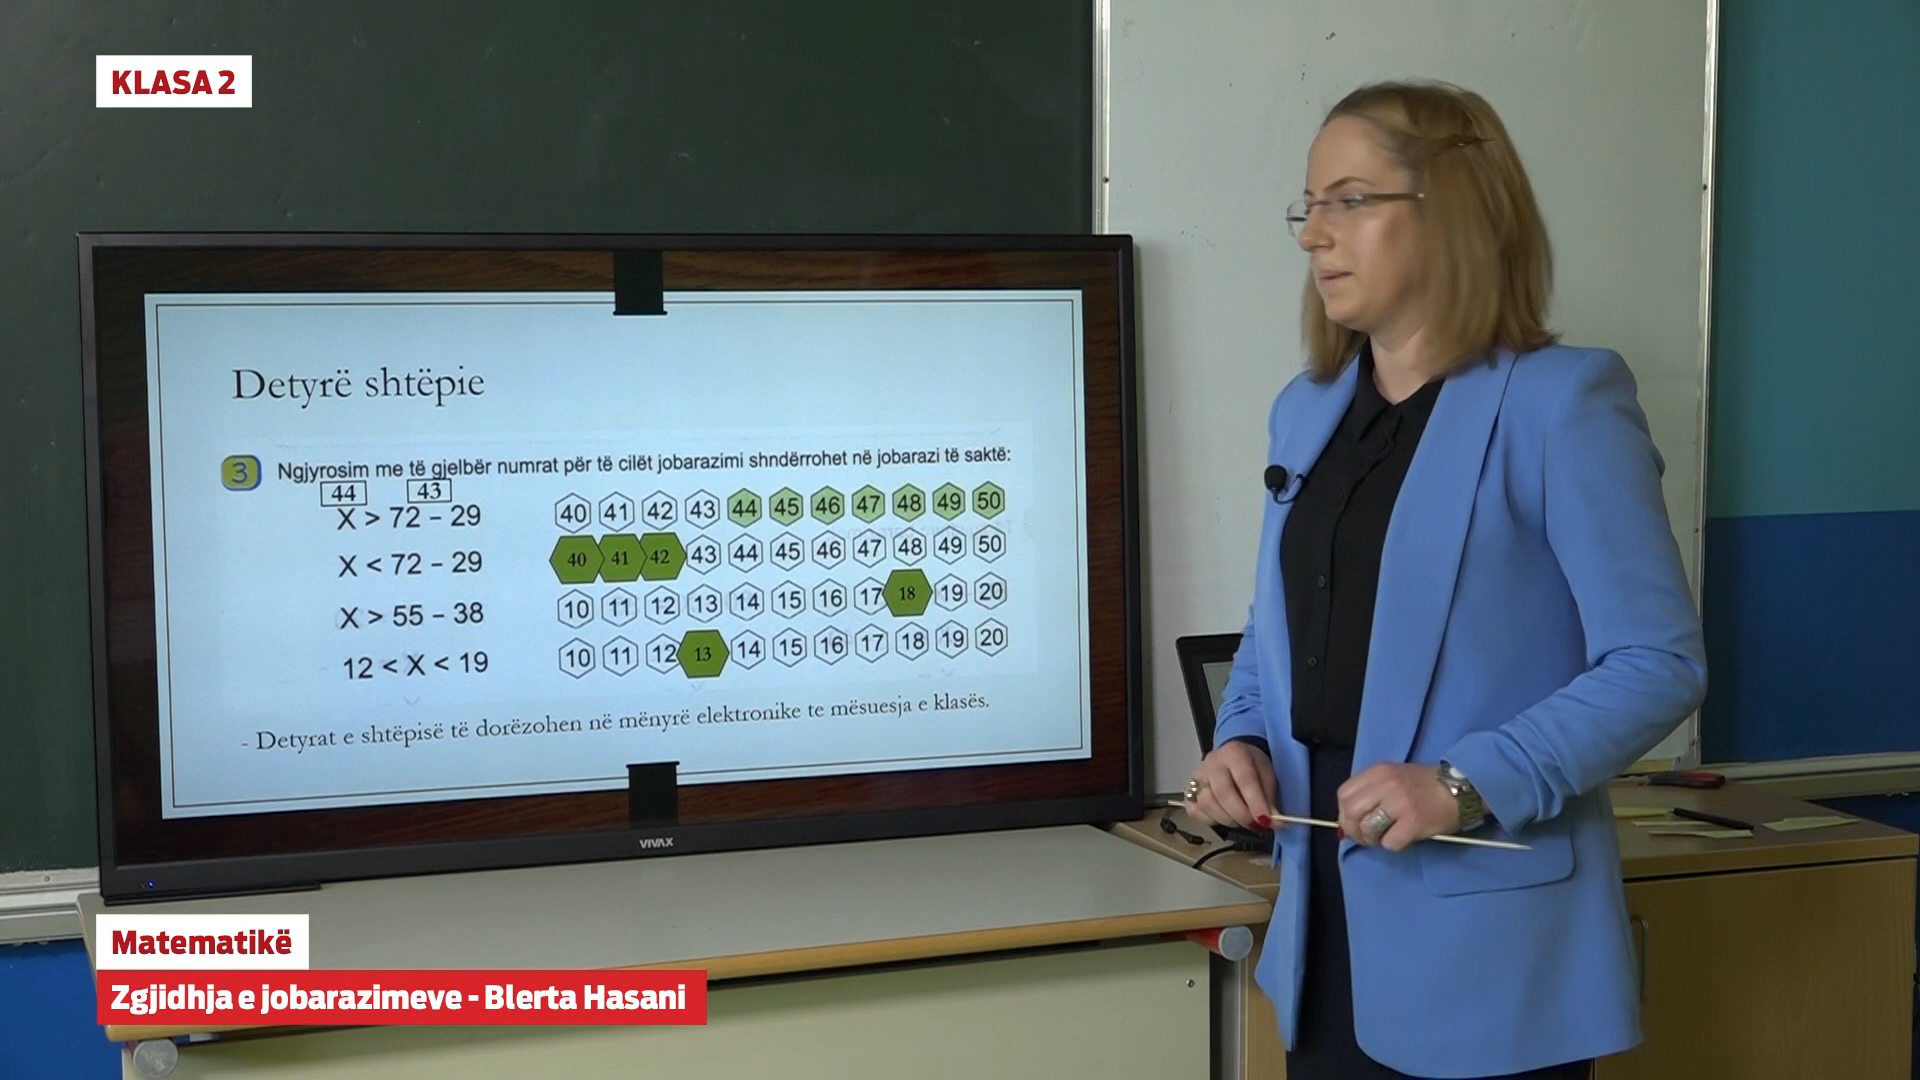 KLASA 2
Detyrë shtëpie
3 Ngjyrosim me të gjelbër numrat për të cilët jobarazimi shndërrohet në jobarazi të saktë:
44 43
X > 72 - 29 40 41 42 43 44 45 46 47 48 49 50
X < 72 - 29 40 41 42 43 44 45 46 47 48 49 50
X > 55 - 38 10 11 12 13 14 15 16 17 18 19 20
12 < X < 19 10 11 12 13 14 15 16 17 18 19 20
- Detyrat e shtëpisë të dorëzohen në mënyrë elektronike te mësuesja e klasës.
VIVAX
Matematikë
Zgjidhja e jobarazimeve - Blerta Hasani